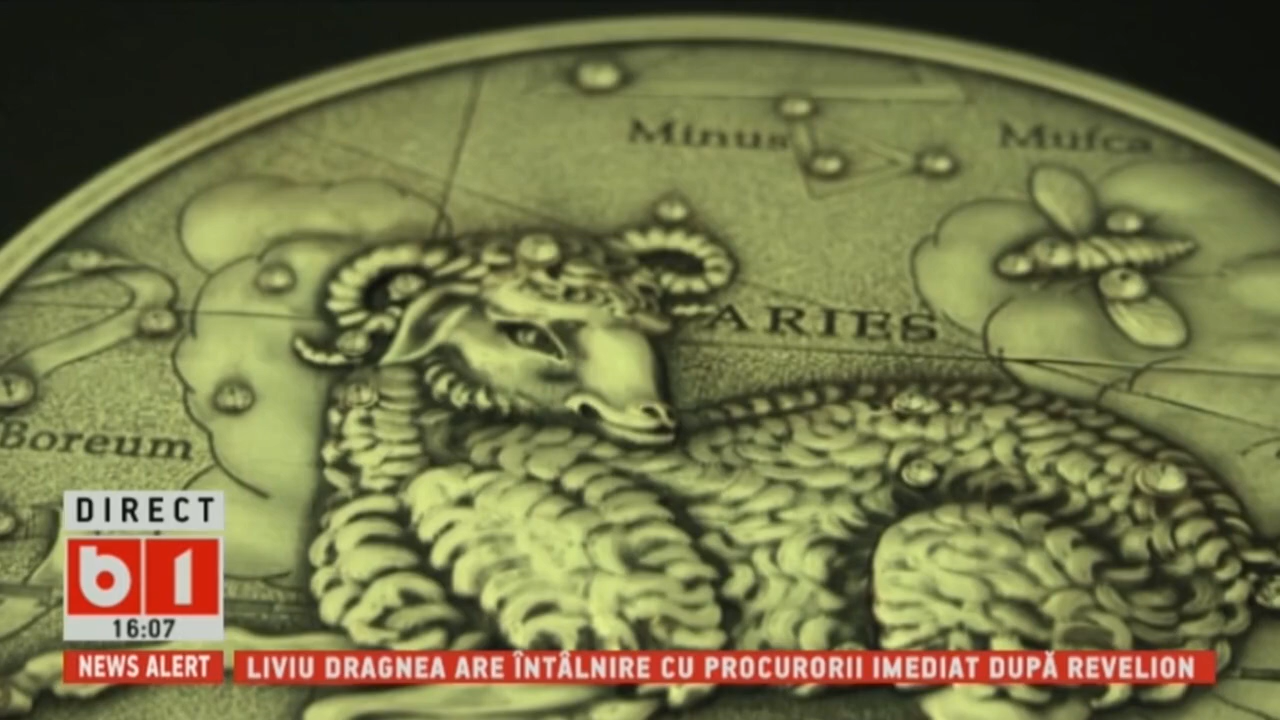 Minus
Mufca
ARIES
Boreum
DIRECT
b1
16:07
NEWS ALERT
LIVIU DRAGNEA ARE ÎNTÂLNIRE CU PROCURORII IMEDIAT DUPĂ REVELION